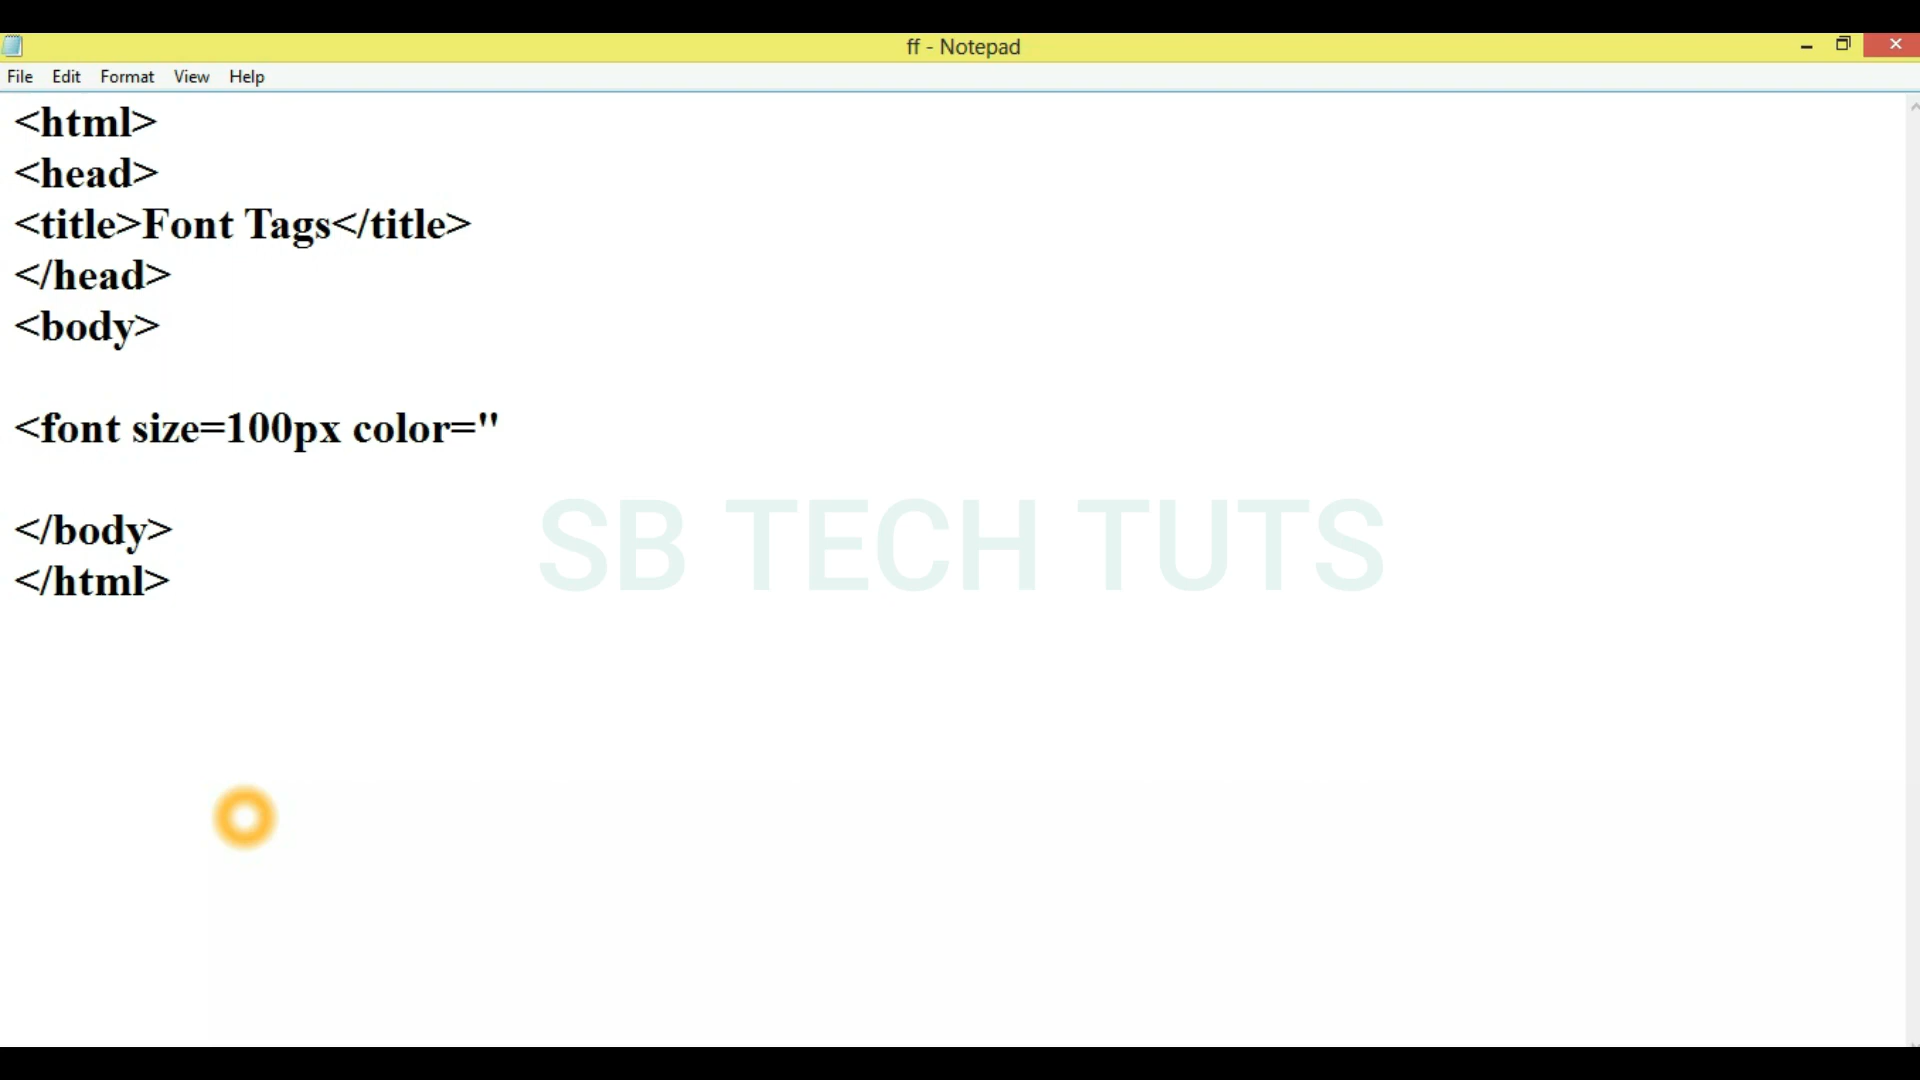 ff - Notepad
File Edit Format View Help
<html>
<head>
<title>Font Tags</title>
</head>
<body>
<font size=100px color="
</body>
</html>
SB TECH TUTS